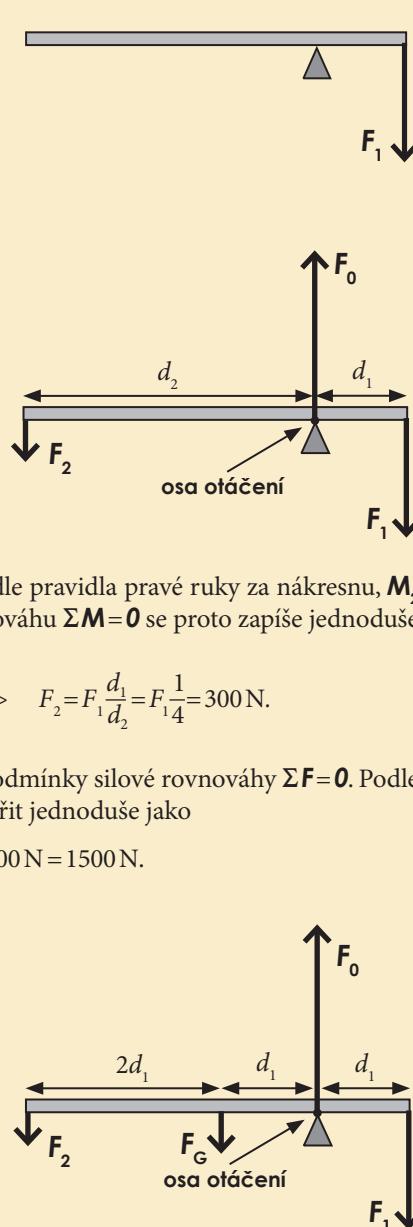 F₁
F₀
d₂ d₁
F₂
osa otáčení
F₁
dle pravidla pravé ruky za nákresnu, M
ováhu ΣM = 0 se proto zapíše jednoduše
F₂ = F₁ d₁/d₂ = F₁ 1/4 = 300 N.
odmínky silové rovnováhy ΣF = 0. Podle
řit jednoduše jako
00 N = 1500 N.
F₀
2d₁ d₁ d₁
F₂ F_G
osa otáčení
F₁